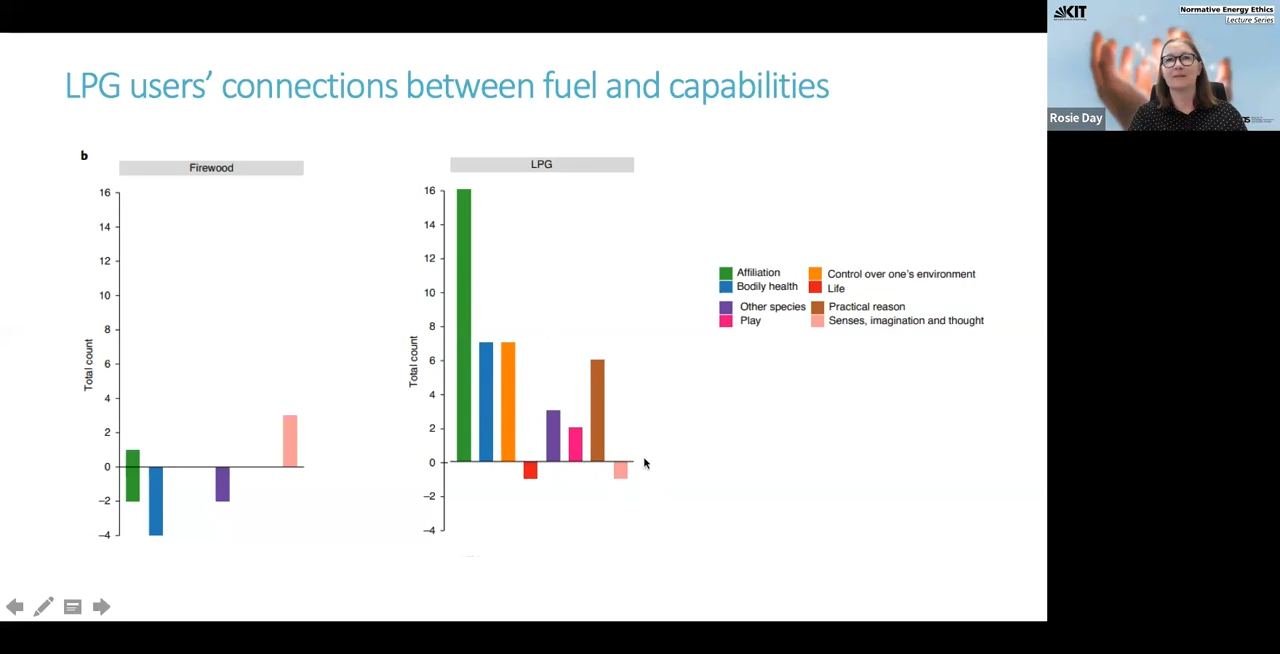 LPG users' connections between fuel and capabilities
b
Firewood
16
14
12
10
8
6
4
2
0
–2
–4
Total count
LPG
16
14
12
10
8
6
4
2
0
–2
–4
Total count
Affiliation
Control over one's environment
Bodily health
Life
Other species
Practical reason
Play
Senses, imagination and thought
KIT
Normative Energy Ethics
Lecture Series
Rosie Day